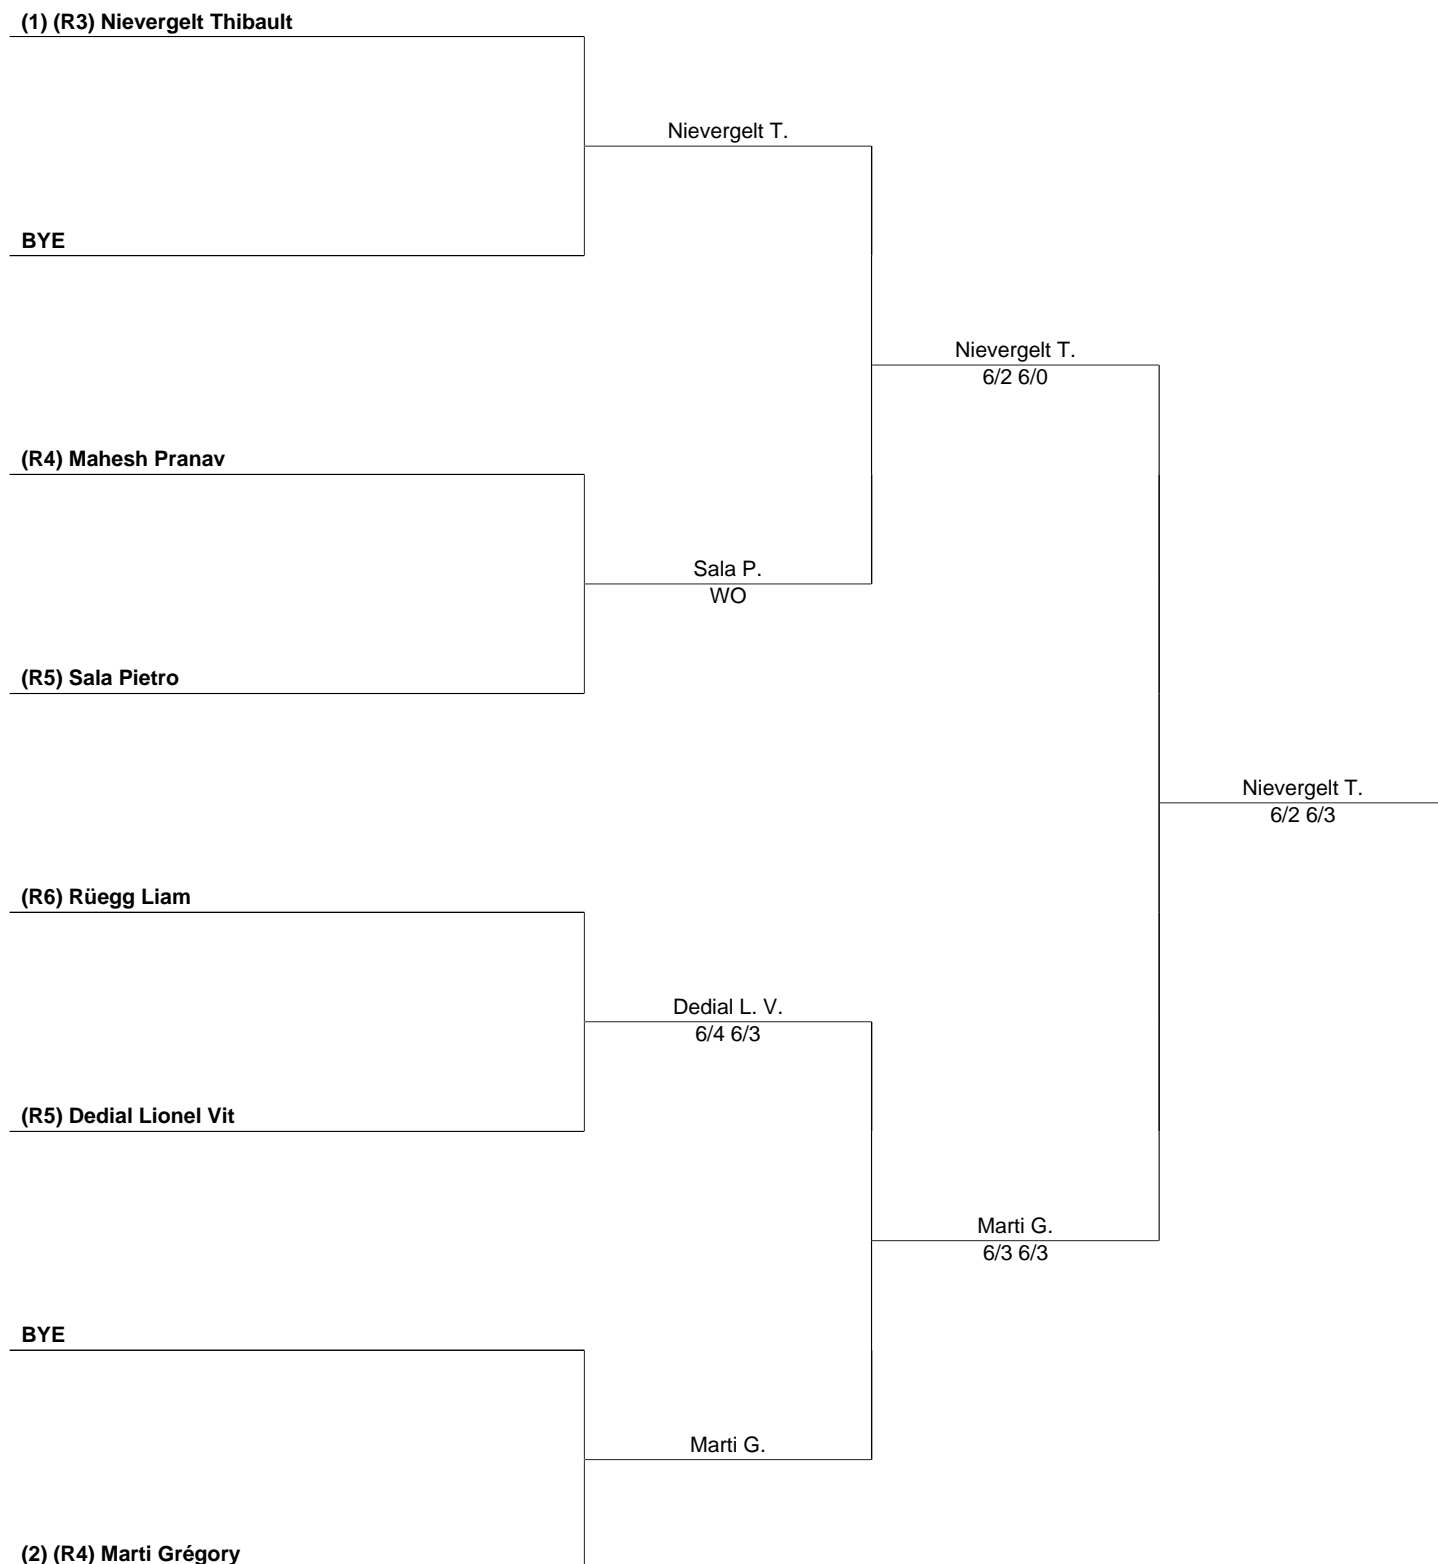 (1) (R3) Nievergelt Thibault
Nievergelt T.
BYE
Nievergelt T.
6/2 6/0
(R4) Mahesh Pranav
Sala P.
WO
(R5) Sala Pietro
Nievergelt T.
6/2 6/3
(R6) Rüegg Liam
Dedial L. V.
6/4 6/3
(R5) Dedial Lionel Vit
Marti G.
6/3 6/3
BYE
Marti G.
(2) (R4) Marti Grégory